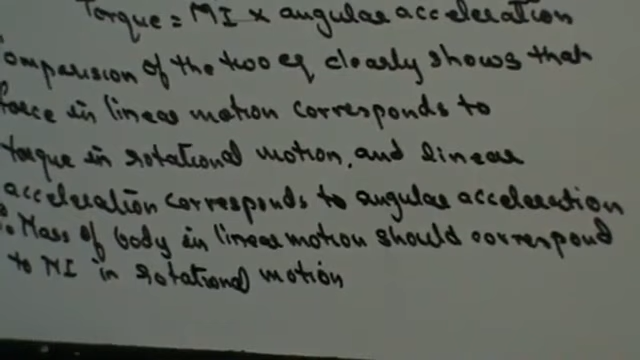 Torque = MI x angular acceleration
omparision of the two eq clearly shows that
force in linear motion corresponds to
torque in rotational motion, and linear
acceleration corresponds to angular acceleration
∴ Mass of body in linear motion should correspond
to MI in rotational motion